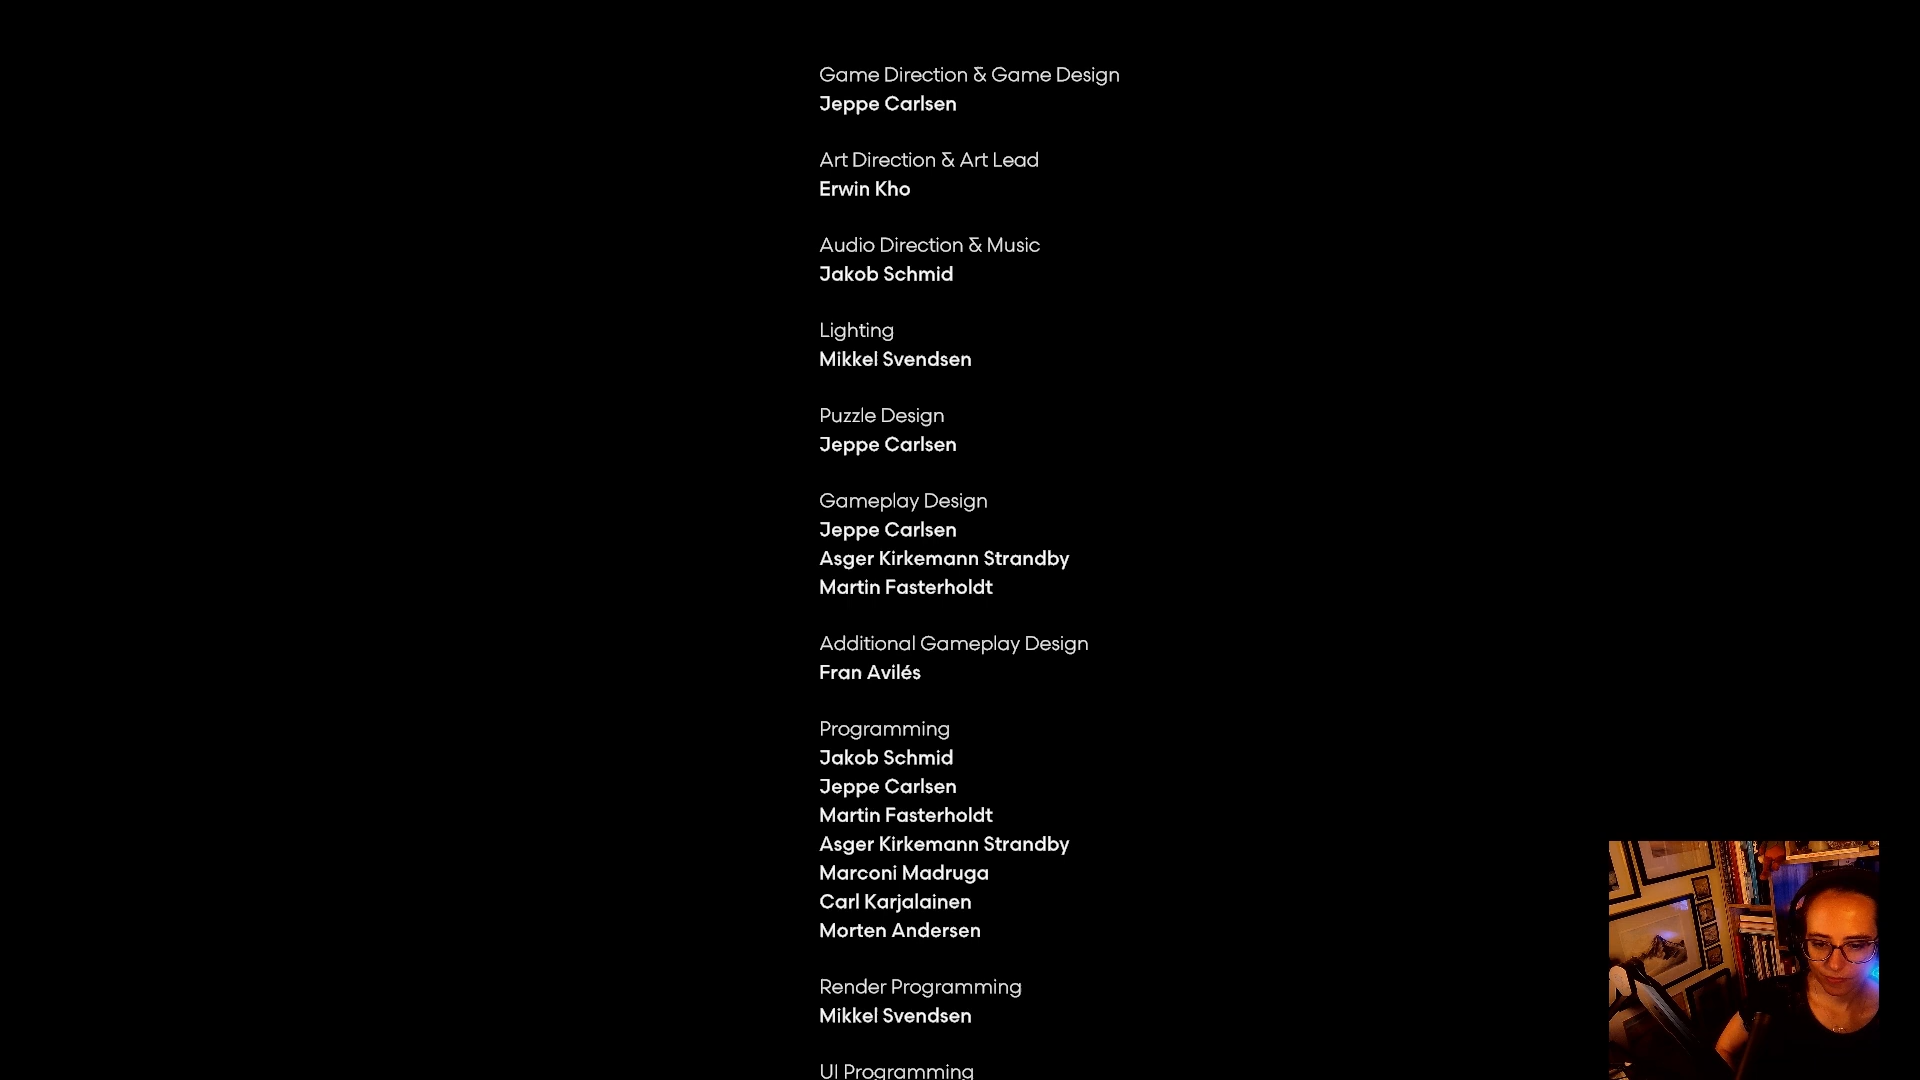 Game Direction & Game Design
Jeppe Carlsen
Art Direction & Art Lead
Erwin Kho
Audio Direction & Music
Jakob Schmid
Lighting
Mikkel Svendsen
Puzzle Design
Jeppe Carlsen
Gameplay Design
Jeppe Carlsen
Asger Kirkemann Strandby
Martin Fasterholdt
Additional Gameplay Design
Fran Avilés
Programming
Jakob Schmid
Jeppe Carlsen
Martin Fasterholdt
Asger Kirkemann Strandby
Marconi Madruga
Carl Karjalainen
Morten Andersen
Render Programming
Mikkel Svendsen
UI Programming